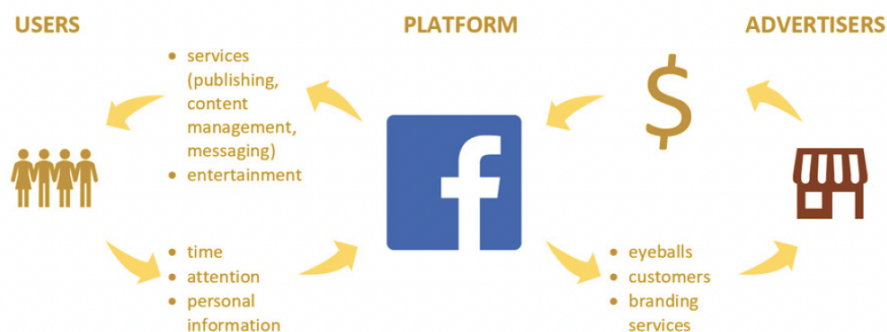 USERS
PLATFORM
ADVERTISERS
• services
(publishing,
content
management,
messaging)
• entertainment
$
f
• time
• attention
• personal
information
• eyeballs
• customers
• branding
services